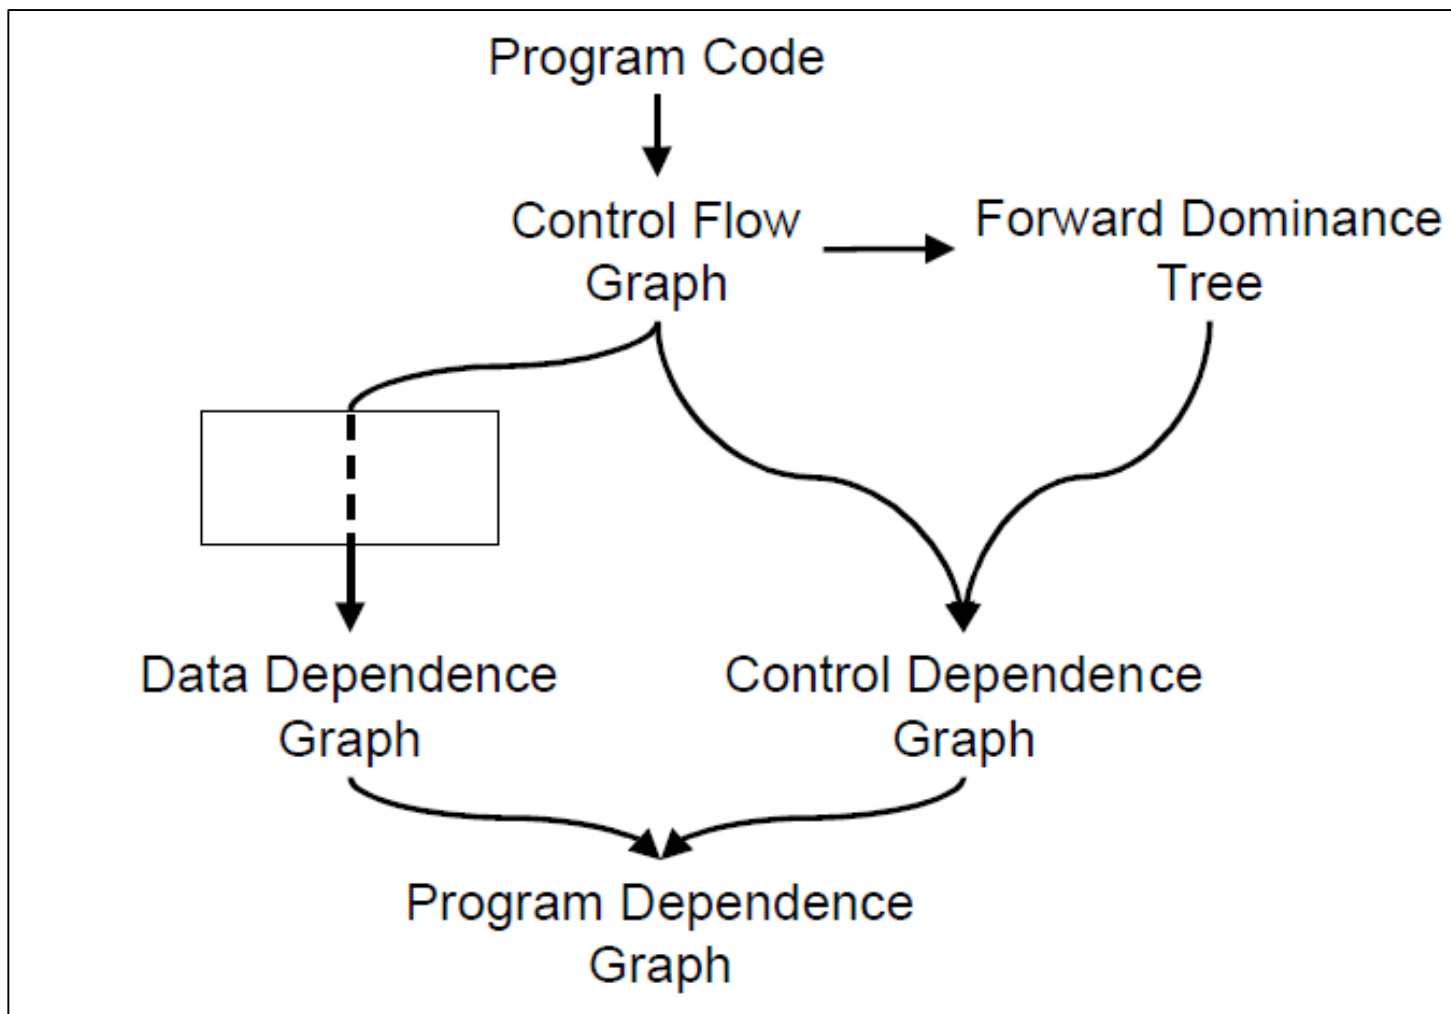 Program Code
Control Flow
Graph
Forward Dominance
Tree
Data Dependence
Graph
Control Dependence
Graph
Program Dependence
Graph